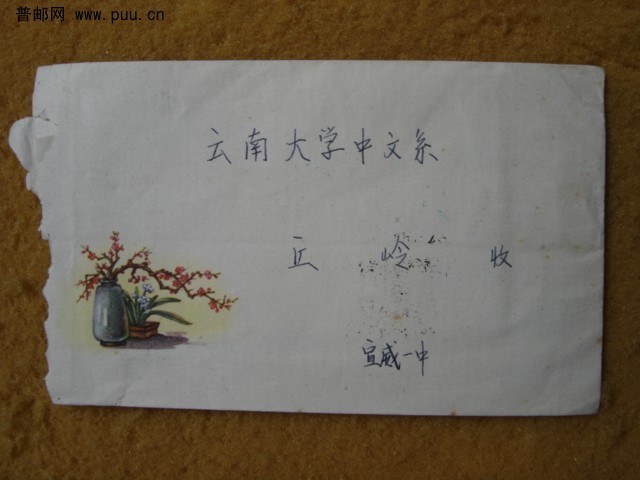 普邮网 www.puu.cn
云南大学中文系
丘岭 收
宣威一中